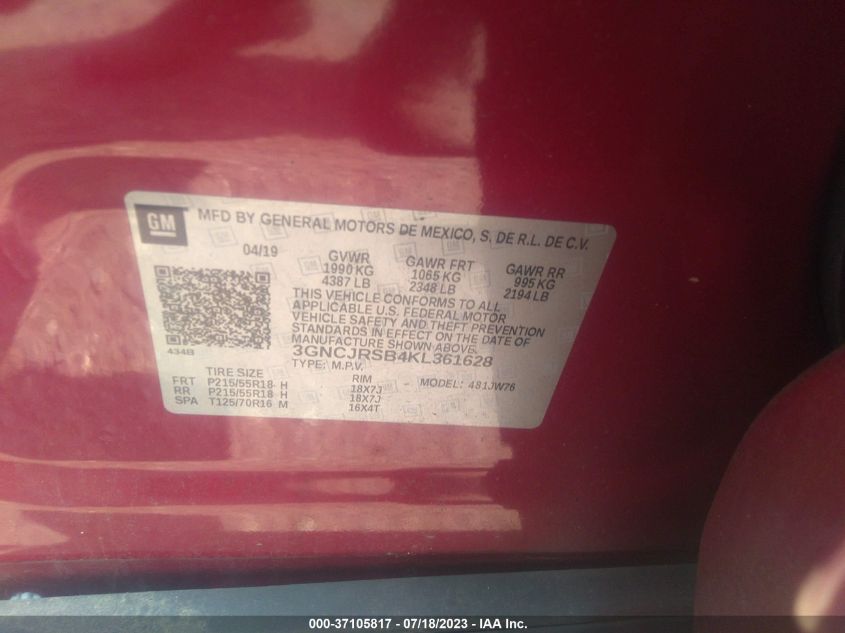 GM MFD BY GENERAL MOTORS DE MEXICO, S. DE R.L. DE C.V.
04/19 GVWR GAWR FRT GAWR RR
1990 KG 1065 KG 995 KG
4387 LB 2348 LB 2194 LB
THIS VEHICLE CONFORMS TO ALL
APPLICABLE U.S. FEDERAL MOTOR
VEHICLE SAFETY AND THEFT PREVENTION
STANDARDS IN EFFECT ON THE DATE OF
MANUFACTURE SHOWN ABOVE.
434B 3GNCJRSB4KL361628
TYPE: M.P.V.
TIRE SIZE RIM MODEL: 481JW76
FRT P215/55R18 H 18X7J
RR P215/55R18 H 18X7J
SPA T125/70R16 M 16X4T
000-37105817 / 07/18/2023 - IAA Inc.